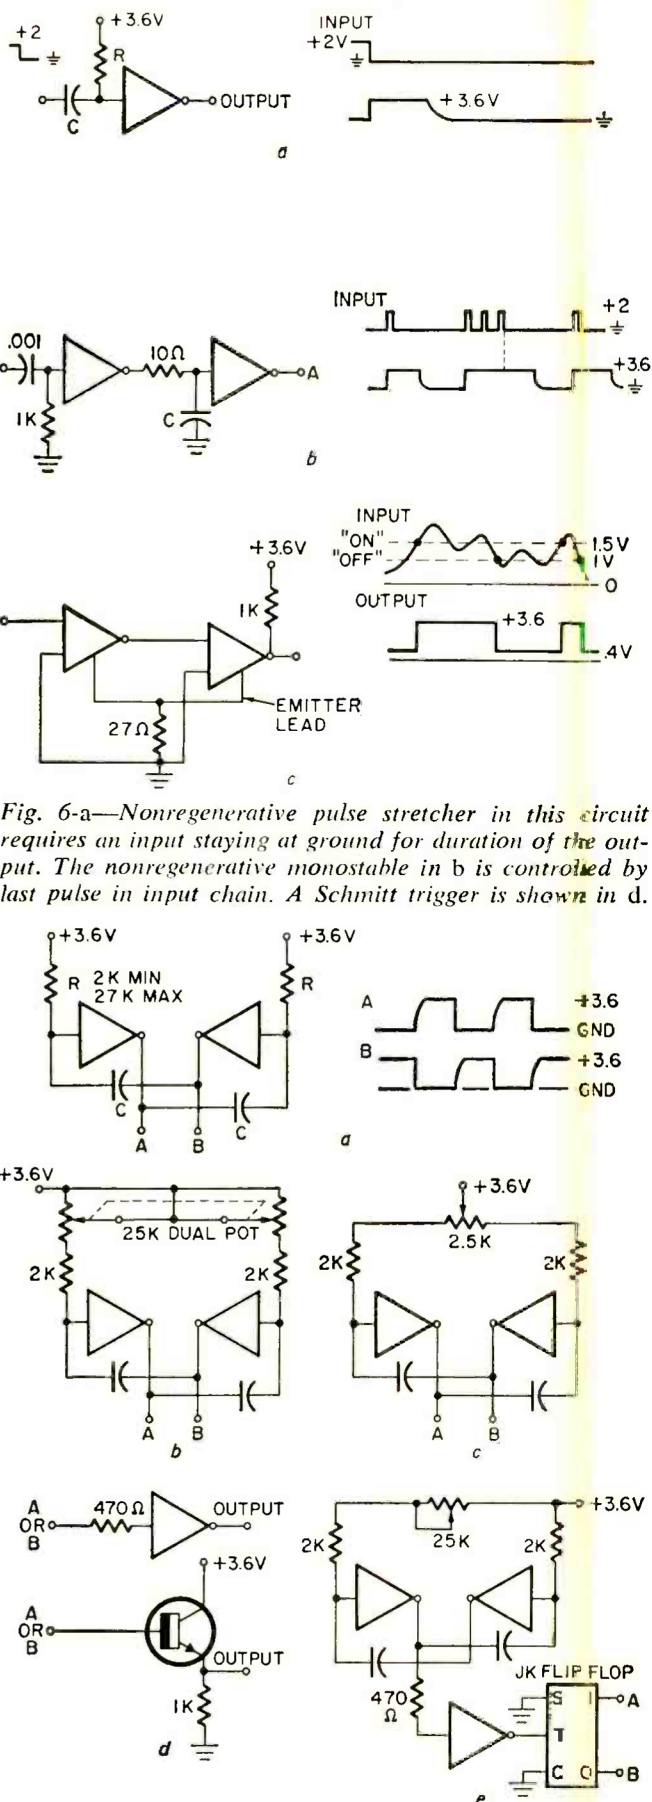 +3.6V
INPUT
+2
+2V
R
OUTPUT
+3.6V
C
a
INPUT
+2
.001
10Ω
A
+3.6
1K
C
b
INPUT
"ON"
1.5V
+3.6V
"OFF"
1V
0
1K
OUTPUT
+3.6
.4V
EMITTER
LEAD
27Ω
c
Fig. 6-a—Nonregenerative pulse stretcher in this circuit
requires an input staying at ground for duration of the out-
put. The nonregenerative monostable in b is controlled by
last pulse in input chain. A Schmitt trigger is shown in d.
+3.6V
+3.6V
R
2K MIN
27K MAX
R
A
+3.6
GND
B
+3.6
GND
C
C
A
B
a
+3.6V
+3.6V
25K DUAL POT
2.5K
2K
2K
2K
2K
A
B
A
B
b
c
A
OR
B
470Ω
OUTPUT
+3.6V
25K
2K
2K
+3.6V
A
OR
B
OUTPUT
1K
d
JK FLIP FLOP
470
Ω
S
1
A
T
C
0
B
e